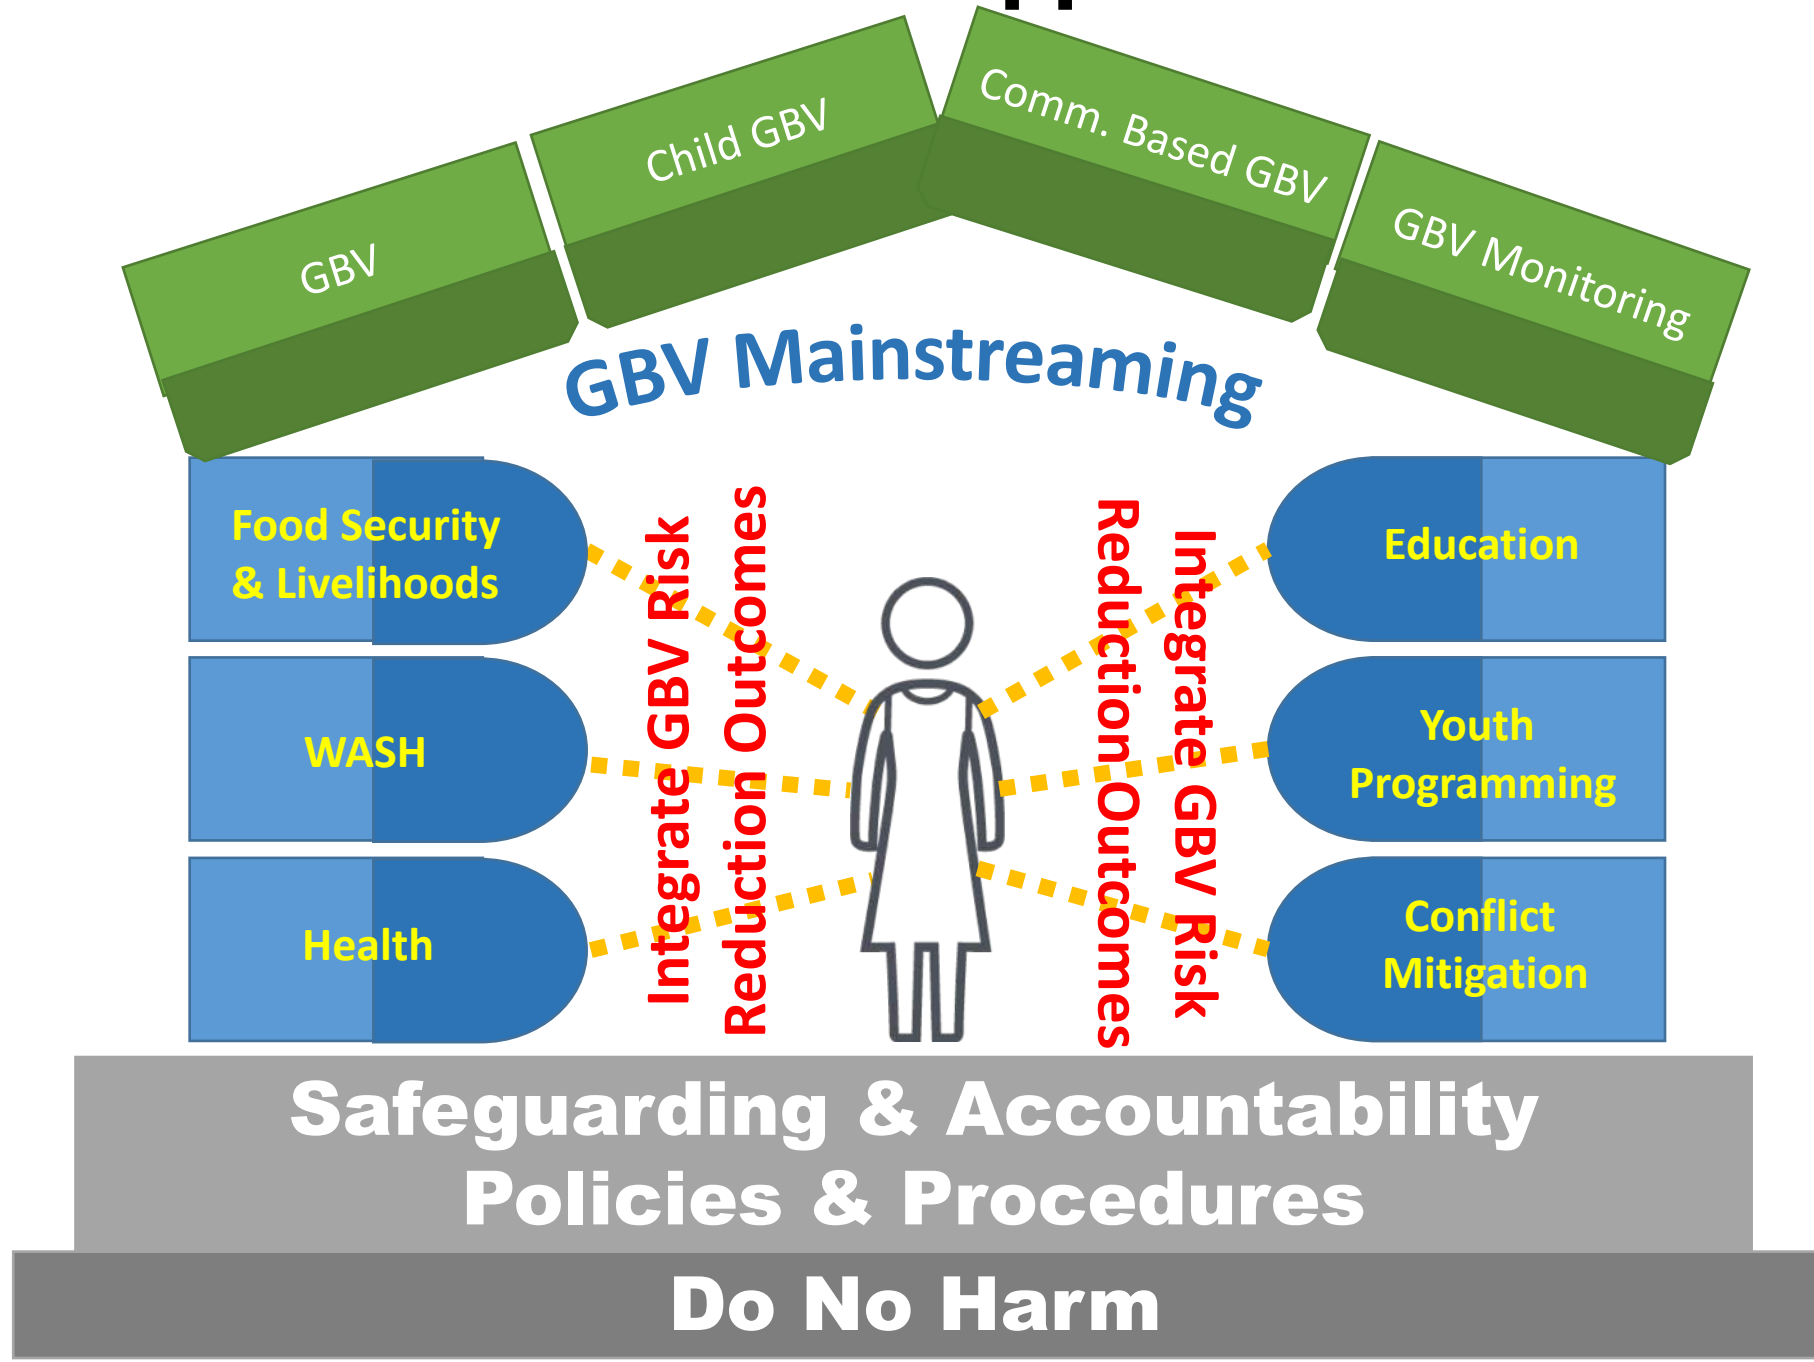 GBV
Child GBV
Comm. Based GBV
GBV Monitoring
GBV Mainstreaming
Food Security
& Livelihoods
WASH
Health
Integrate GBV Risk
Reduction Outcomes
Integrate GBV Risk
Reduction Outcomes
Education
Youth
Programming
Conflict
Mitigation
Safeguarding & Accountability
Policies & Procedures
Do No Harm